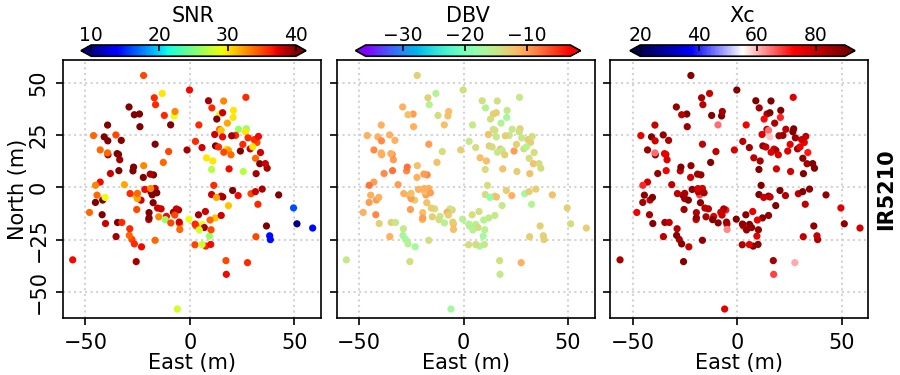 SNR DBV Xc
10 20 30 40 −30 −20 −10 20 40 60 80
50
25
0
−25
−50
North (m)
−50 0 50 −50 0 50 −50 0 50
East (m) East (m) East (m)
IR5210